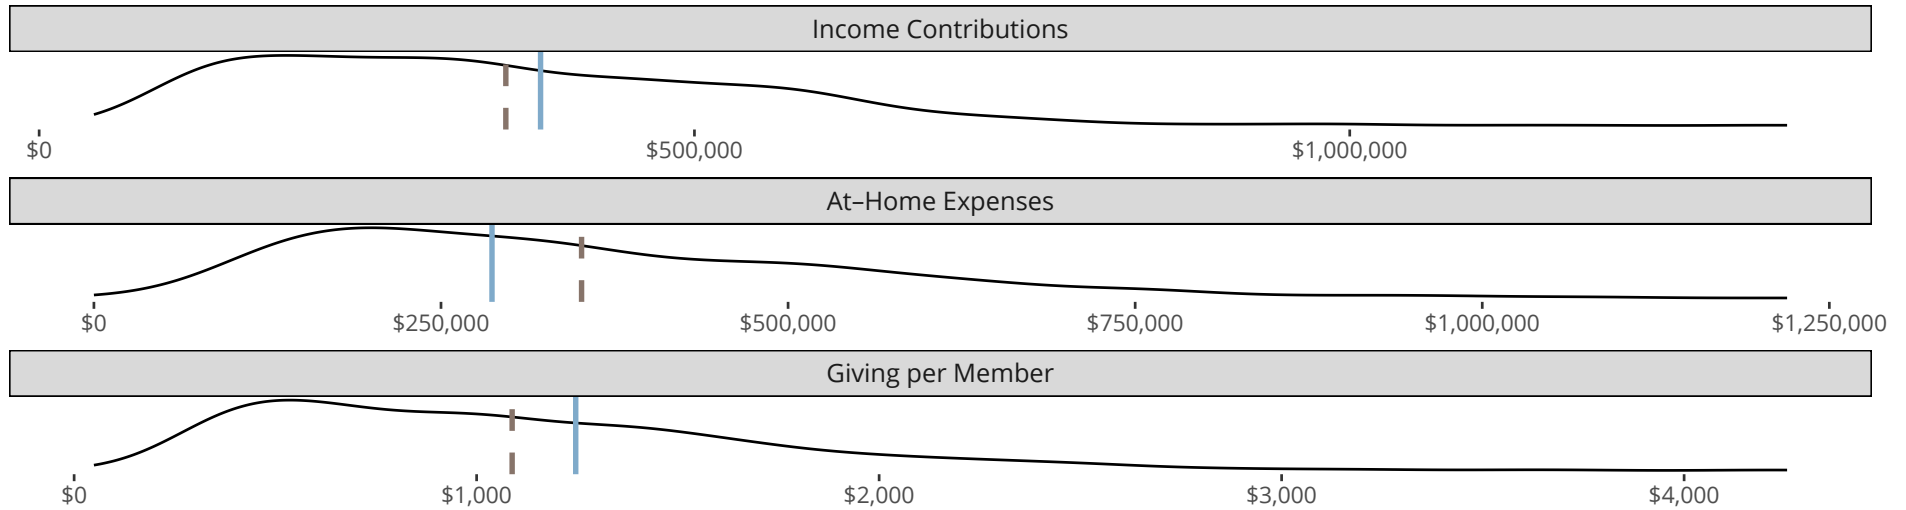 Income Contributions
$0 $500,000 $1,000,000
At–Home Expenses
$0 $250,000 $500,000 $750,000 $1,000,000 $1,250,000
Giving per Member
$0 $1,000 $2,000 $3,000 $4,000